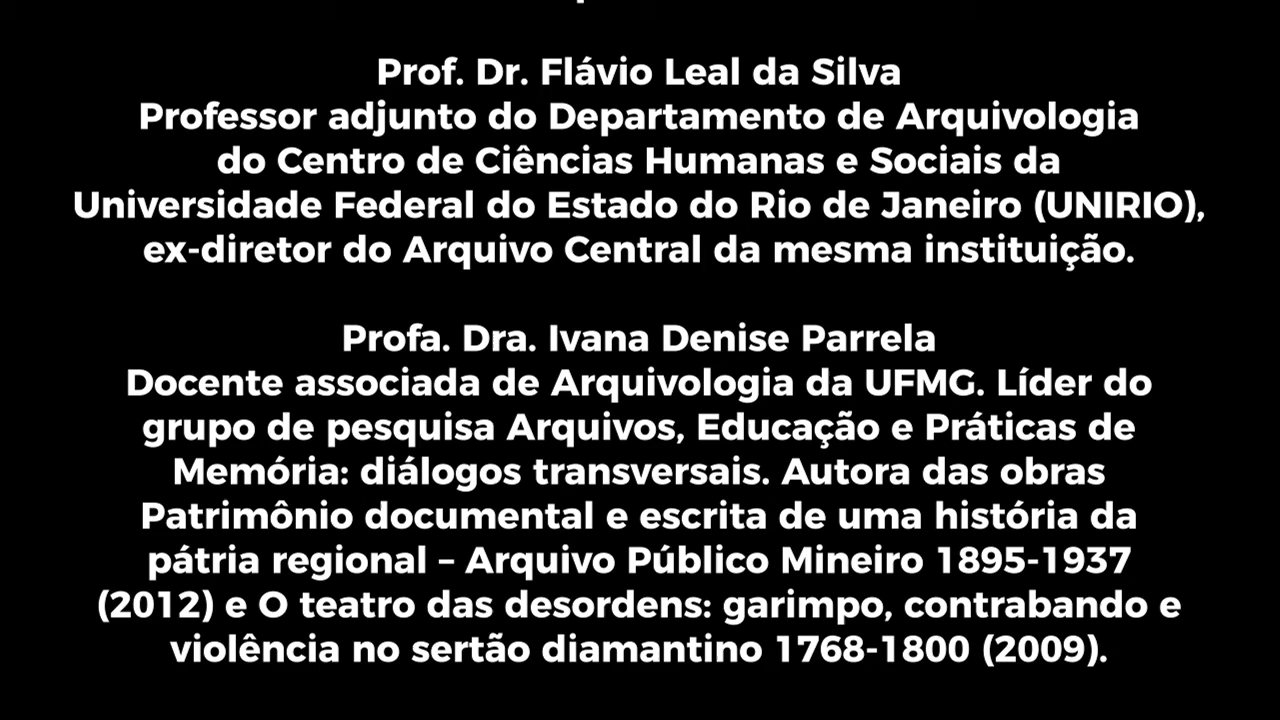 Prof. Dr. Flávio Leal da Silva
Professor adjunto do Departamento de Arquivologia
do Centro de Ciências Humanas e Sociais da
Universidade Federal do Estado do Rio de Janeiro (UNIRIO),
ex-diretor do Arquivo Central da mesma instituição.
Profa. Dra. Ivana Denise Parrela
Docente associada de Arquivologia da UFMG. Líder do
grupo de pesquisa Arquivos, Educação e Práticas de
Memória: diálogos transversais. Autora das obras
Patrimônio documental e escrita de uma história da
pátria regional – Arquivo Público Mineiro 1895-1937
(2012) e O teatro das desordens: garimpo, contrabando e
violência no sertão diamantino 1768-1800 (2009).